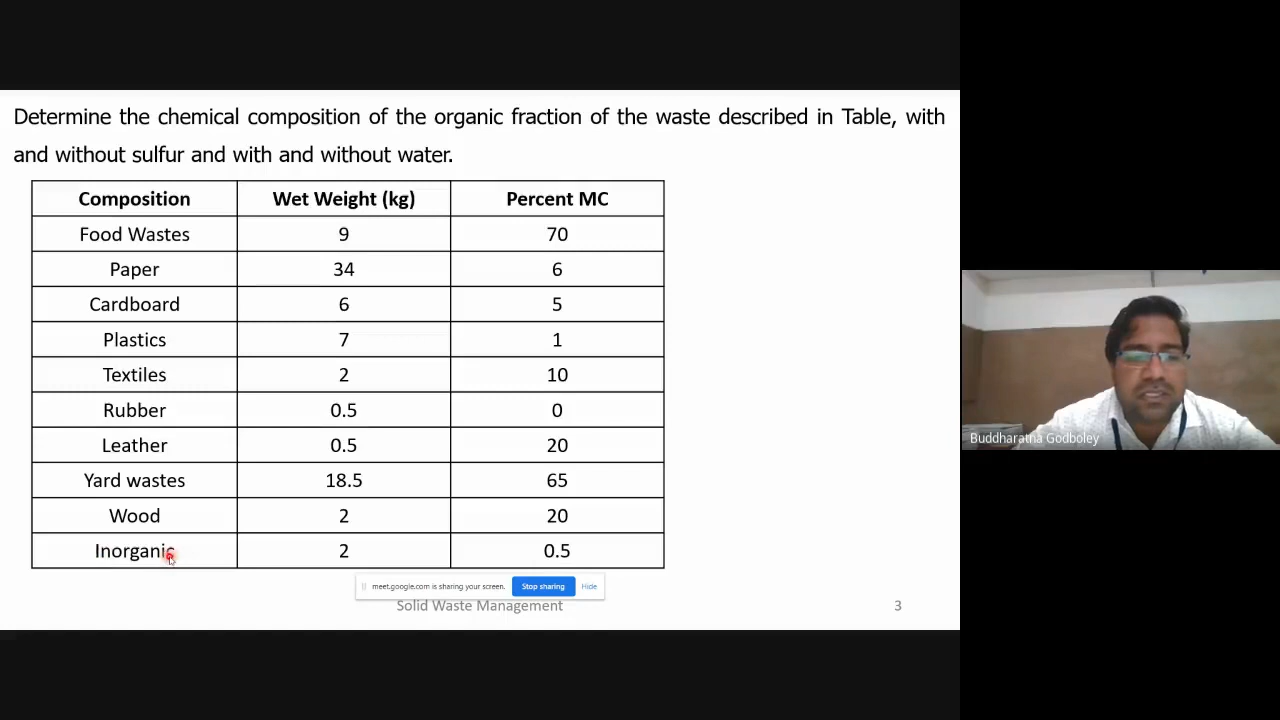 Determine the chemical composition of the organic fraction of the waste described in Table, with
and without sulfur and with and without water.
Composition Wet Weight (kg) Percent MC
Food Wastes 9 70
Paper 34 6
Cardboard 6 5
Plastics 7 1
Textiles 2 10
Rubber 0.5 0
Leather 0.5 20
Yard wastes 18.5 65
Wood 2 20
Inorganic 2 0.5
meet.google.com is sharing your screen. Stop sharing Hide
Solid Waste Management 3
Buddharatna Godboley